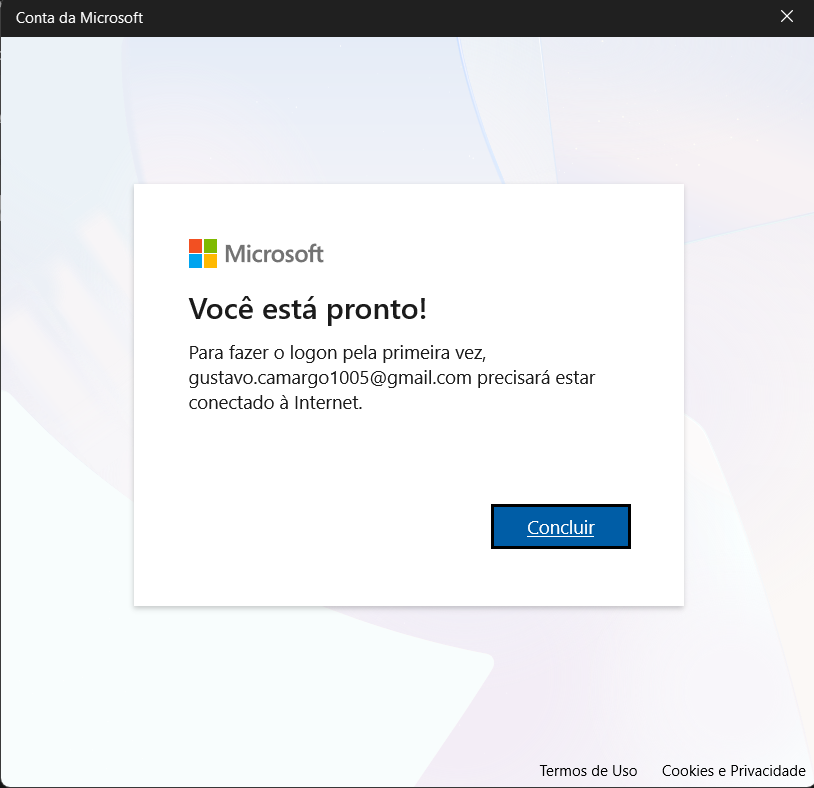 Conta da Microsoft
Microsoft
Você está pronto!
Para fazer o logon pela primeira vez,
gustavo.camargo1005@gmail.com precisará estar
conectado à Internet.
Concluir
Termos de Uso Cookies e Privacidade